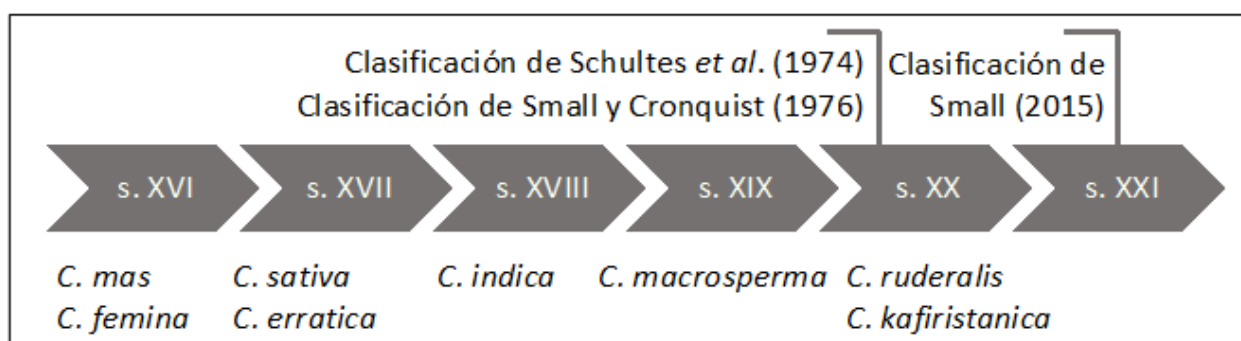 Clasificación de Schultes et al. (1974)
Clasificación de Small y Cronquist (1976)
Clasificación de
Small (2015)
s. XVI
s. XVII
s. XVIII
s. XIX
s. XX
s. XXI
C. mas
C. femina
C. sativa
C. erratica
C. indica
C. macrosperma
C. ruderalis
C. kafiristanica